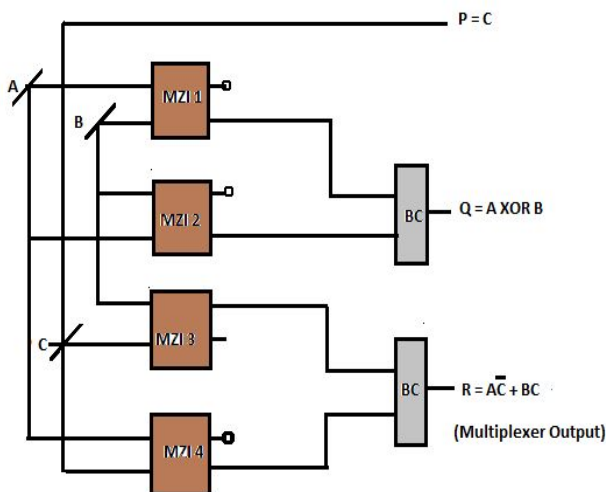 P = C
A
MZI 1
B
BC
Q = A XOR B
MZI 2
MZI 3
C
BC
R = AC̅ + BC
(Multiplexer Output)
MZI 4